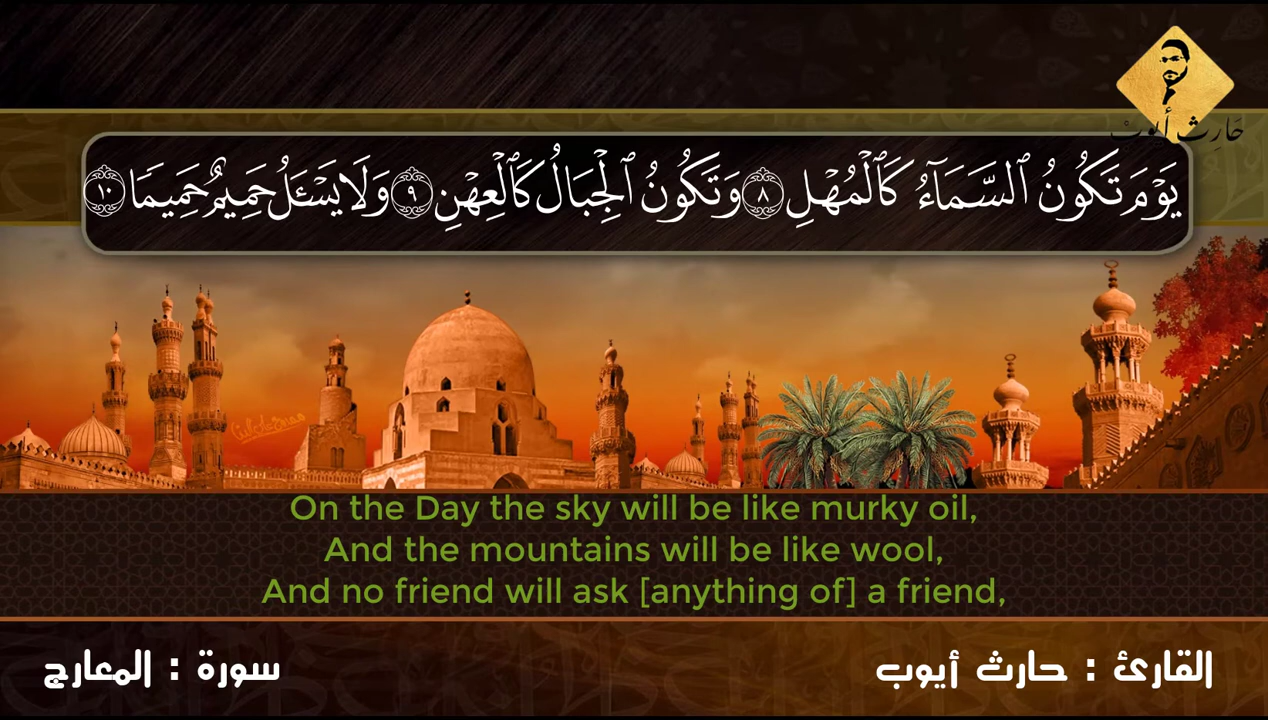 حَارِث أَيُّوبْ
يَوْمَ تَكُونُ ٱلسَّمَآءُ كَٱلْمُهْلِ ٨ وَتَكُونُ ٱلْجِبَالُ كَٱلْعِهْنِ ٩ وَلَا يَسْـَٔلُ حَمِيمٌ حَمِيمًا ١٠
On the Day the sky will be like murky oil,
And the mountains will be like wool,
And no friend will ask [anything of] a friend,
القارئ : حارث أيوب
سورة : المعارج